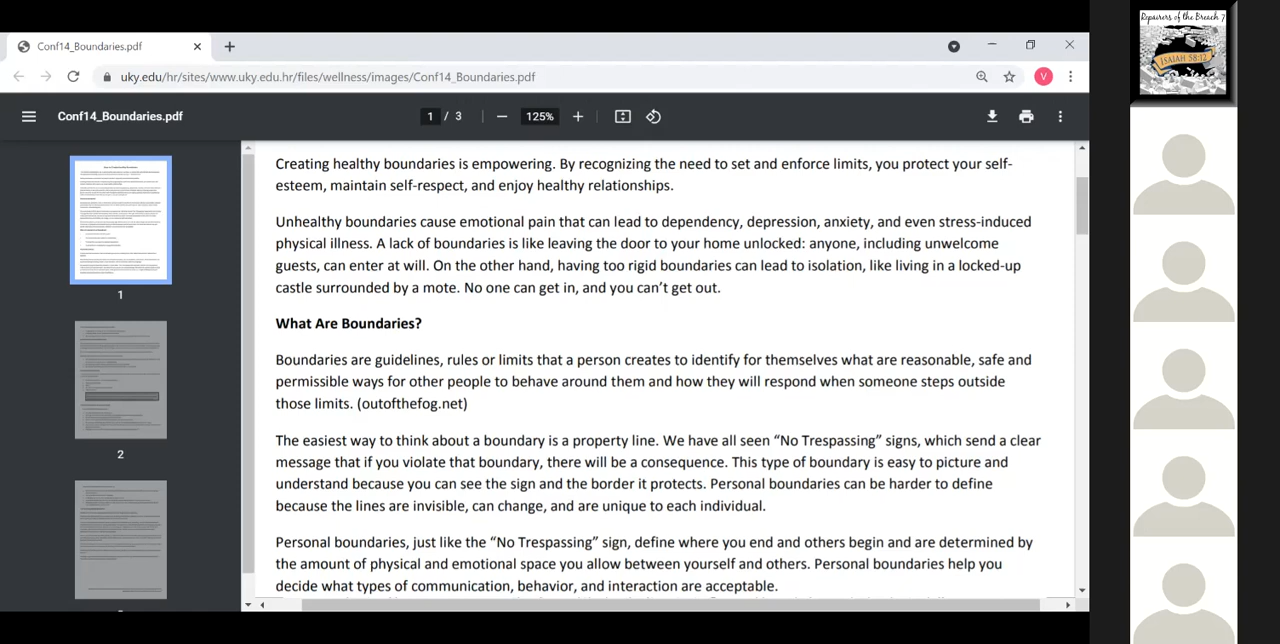 Conf14_Boundaries.pdf
uky.edu/hr/sites/www.uky.edu.hr/files/wellness/images/Conf14_Boundaries.pdf
V
Conf14_Boundaries.pdf
1 / 3
125%
Creating healthy boundaries is empowering. By recognizing the need to set and enforce limits, you protect your self-
esteem, maintain self-respect, and enjoy healthy relationships.
Unhealthy boundaries cause emotional pain that can lead to dependency, depression, anxiety, and even stress-induced
physical illness. A lack of boundaries is like leaving the door to your home unlocked: anyone, including unwelcome
guests, can enter at will. On the other hand, having too rigid boundaries can lead to isolation, like living in a locked-up
castle surrounded by a mote. No one can get in, and you can't get out.
What Are Boundaries?
Boundaries are guidelines, rules or limits that a person creates to identify for themselves what are reasonable, safe and
permissible ways for other people to behave around them and how they will respond when someone steps outside
those limits. (outofthefog.net)
The easiest way to think about a boundary is a property line. We have all seen “No Trespassing” signs, which send a clear
message that if you violate that boundary, there will be a consequence. This type of boundary is easy to picture and
understand because you can see the sign and the border it protects. Personal boundaries can be harder to define
because the lines are invisible, can change, and are unique to each individual.
Personal boundaries, just like the “No Trespassing” sign, define where you end and others begin and are determined by
the amount of physical and emotional space you allow between yourself and others. Personal boundaries help you
decide what types of communication, behavior, and interaction are acceptable.
1
2
Repairers of the Breach 7
ISAIAH 58:12